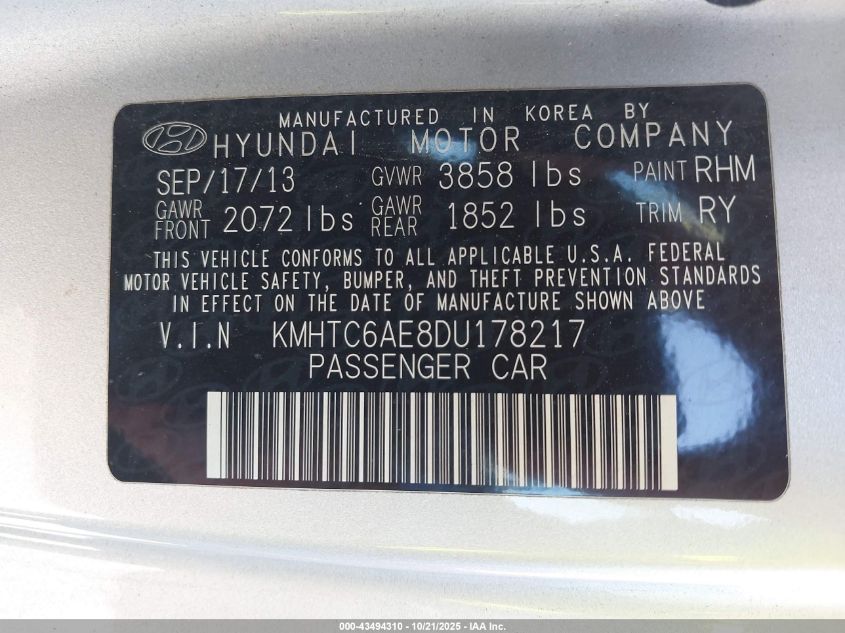 MANUFACTURED IN KOREA BY
HYUNDAI MOTOR COMPANY
SEP/17/13 GVWR 3858 lbs PAINT RHM
GAWR FRONT 2072 lbs GAWR REAR 1852 lbs TRIM RY
THIS VEHICLE CONFORMS TO ALL APPLICABLE U.S.A. FEDERAL
MOTOR VEHICLE SAFETY, BUMPER, AND THEFT PREVENTION STANDARDS
IN EFFECT ON THE DATE OF MANUFACTURE SHOWN ABOVE
V.I.N KMHTC6AE8DU178217
PASSENGER CAR
000-43494310 - 10/21/2025 - IAA Inc.